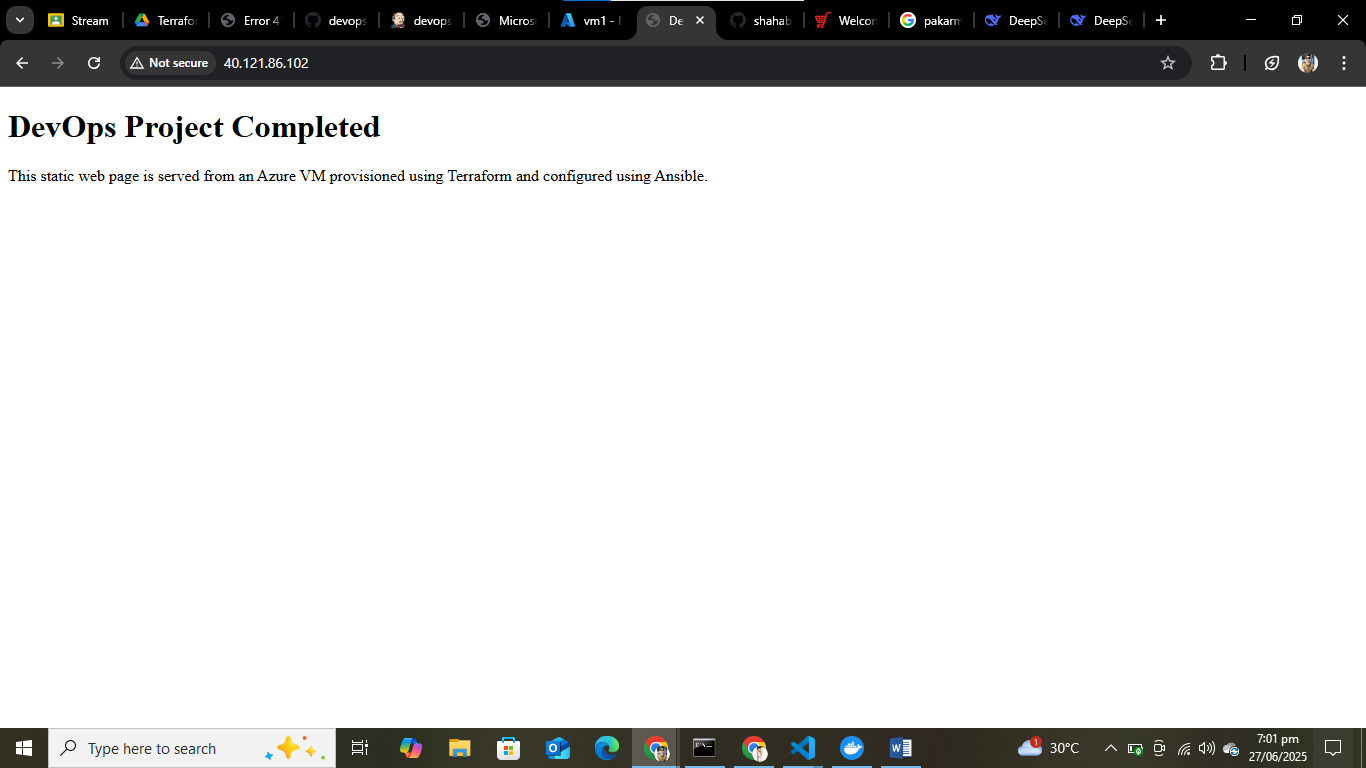 Stream
Terrafor
Error 4
devops
devops
Micros
vm1 -
De
shahab
Welcon
pakarm
DeepSe
DeepSe
Not secure
40.121.86.102
DevOps Project Completed
This static web page is served from an Azure VM provisioned using Terraform and configured using Ansible.
Type here to search
1
30°C
7:01 pm
27/06/2025